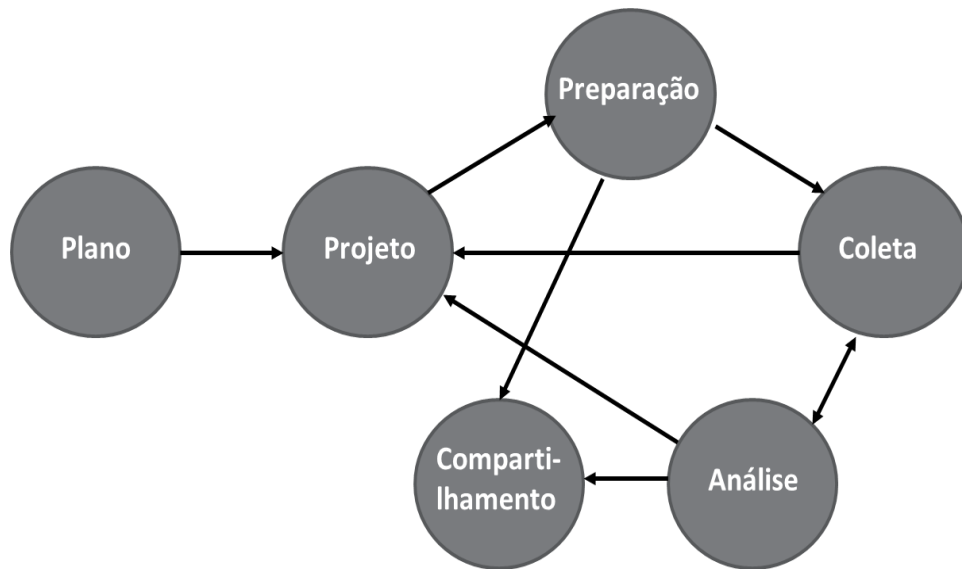 Preparação
Plano
Projeto
Coleta
Comparti-
lhamento
Análise